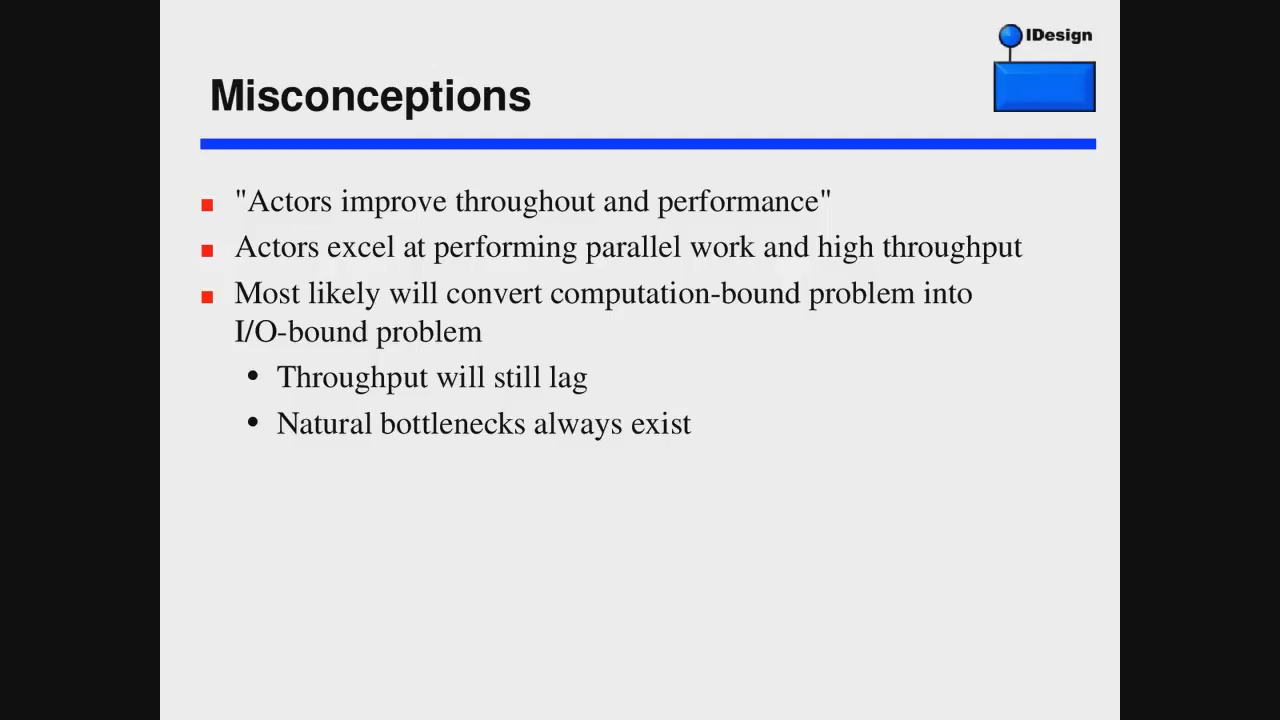 IDesign
Misconceptions
"Actors improve throughout and performance"
Actors excel at performing parallel work and high throughput
Most likely will convert computation-bound problem into
I/O-bound problem
Throughput will still lag
Natural bottlenecks always exist